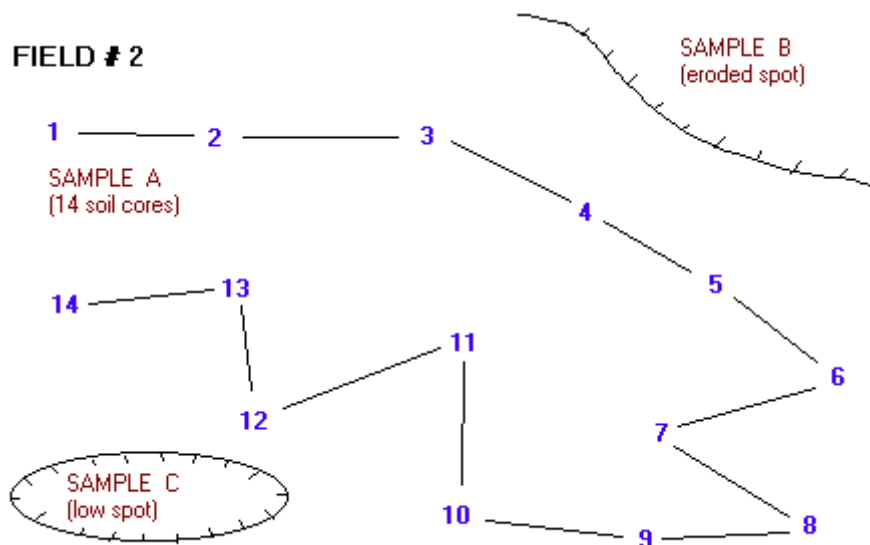 FIELD # 2
SAMPLE B
(eroded spot)
1
2
3
SAMPLE A
(14 soil cores)
4
5
14
13
11
6
12
7
SAMPLE C
(low spot)
10
9
8